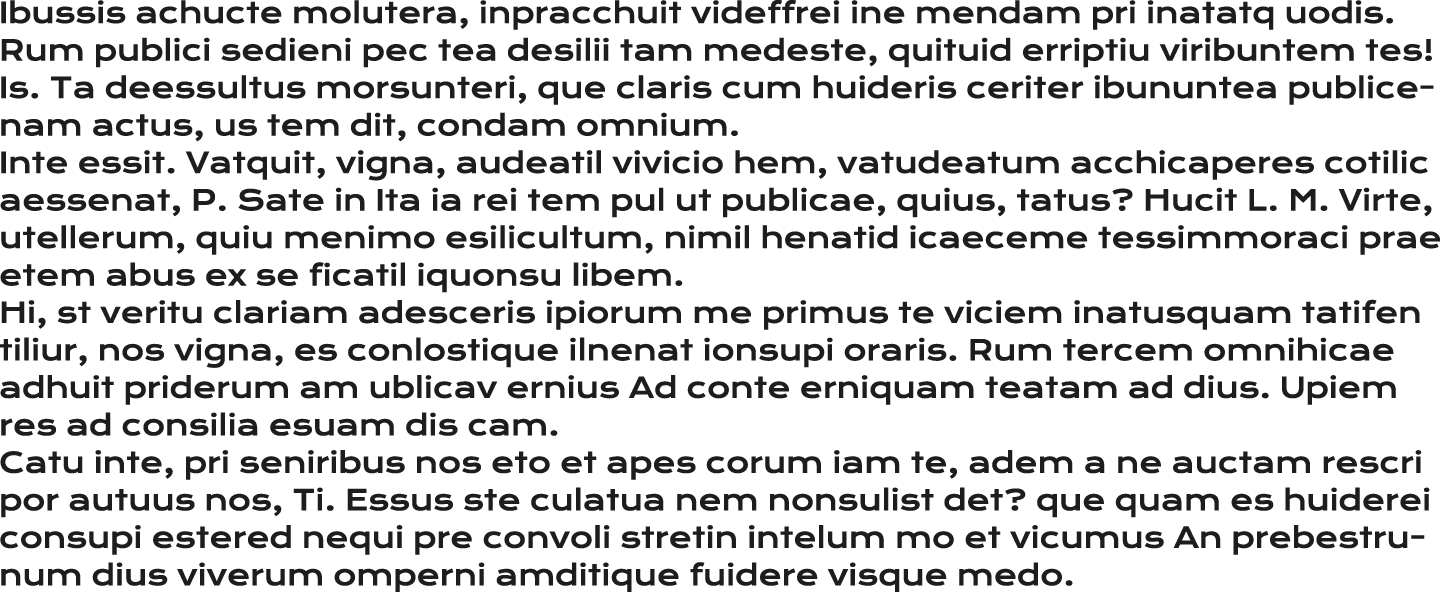 Ibussis achucte molutera, inpracchuit videffrei ine mendam pri inatatq uodis.
Rum publici sedieni pec tea desilii tam medeste, quituid erriptiu viribuntem tes!
Is. Ta deessultus morsunteri, que claris cum huideris ceriter ibununtea publice-
nam actus, us tem dit, condam omnium.
Inte essit. Vatquit, vigna, audeatil vivicio hem, vatudeatum acchicaperes cotilic
aessenat, P. Sate in Ita ia rei tem pul ut publicae, quius, tatus? Hucit L. M. Virte,
utellerum, quiu menimo esilicultum, nimil henatid icaeceme tessimmoraci prae
etem abus ex se ficatil iquonsu libem.
Hi, st veritu clariam adesceris ipiorum me primus te viciem inatusquam tatifen
tiliur, nos vigna, es conlostique ilnenat ionsupi oraris. Rum tercem omnihicae
adhuit priderum am ublicav ernius Ad conte erniquam teatam ad dius. Upiem
res ad consilia esuam dis cam.
Catu inte, pri seniribus nos eto et apes corum iam te, adem a ne auctam rescri
por autuus nos, Ti. Essus ste culatua nem nonsulist det? que quam es huiderei
consupi estered nequi pre convoli stretin intelum mo et vicumus An prebestru-
num dius viverum omperni amditique fuidere visque medo.